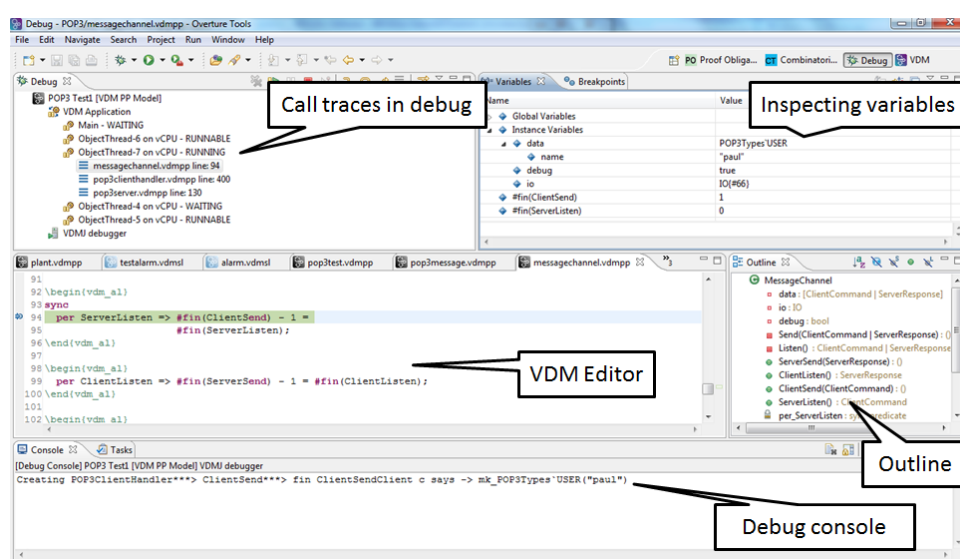 Debug - POP3/messagechannel.vdmpp - Overture Tools
File Edit Navigate Search Project Run Window Help
PO Proof Obliga... CT Combinatori... Debug VDM
Debug
POP3 Test1 [VDM PP Model]
VDM Application
Main - WAITING
ObjectThread-6 on vCPU - RUNNABLE
ObjectThread-7 on vCPU - RUNNING
messagechannel.vdmpp line: 94
pop3clienthandler.vdmpp line: 400
pop3server.vdmpp line: 130
ObjectThread-4 on vCPU - WAITING
ObjectThread-5 on vCPU - RUNNABLE
VDMJ debugger
Call traces in debug
Variables Breakpoints
Name Value
Global Variables
Instance Variables
data POP3Types`USER
name "paul"
debug true
io IO{#66}
#fin(ClientSend) 1
#fin(ServerListen) 0
Inspecting variables
plant.vdmpp testalarm.vdmsl alarm.vdmsl pop3test.vdmpp pop3message.vdmpp messagechannel.vdmpp
91
92 \begin{vdm_al}
93 sync
94 per ServerListen => #fin(ClientSend) - 1 =
95 #fin(ServerListen);
96 \end{vdm_al}
97
98 \begin{vdm_al}
99 per ClientListen => #fin(ServerSend) - 1 = #fin(ClientListen);
100 \end{vdm_al}
101
102 \begin{vdm_al}
VDM Editor
Outline
MessageChannel
data : [ClientCommand | ServerResponse]
io : IO
debug : bool
Send(ClientCommand | ServerResponse) : ()
Listen() : ClientCommand | ServerResponse
ServerSend(ServerResponse) : ()
ClientListen() : ServerResponse
ClientSend(ClientCommand) : ()
ServerListen() : ClientCommand
per_ServerListen :
Outline
Console Tasks
[Debug Console] POP3 Test1 [VDM PP Model] VDMJ debugger
Creating POP3ClientHandler***> ClientSend***> fin ClientSendClient c says -> mk_POP3Types`USER("paul")
Debug console